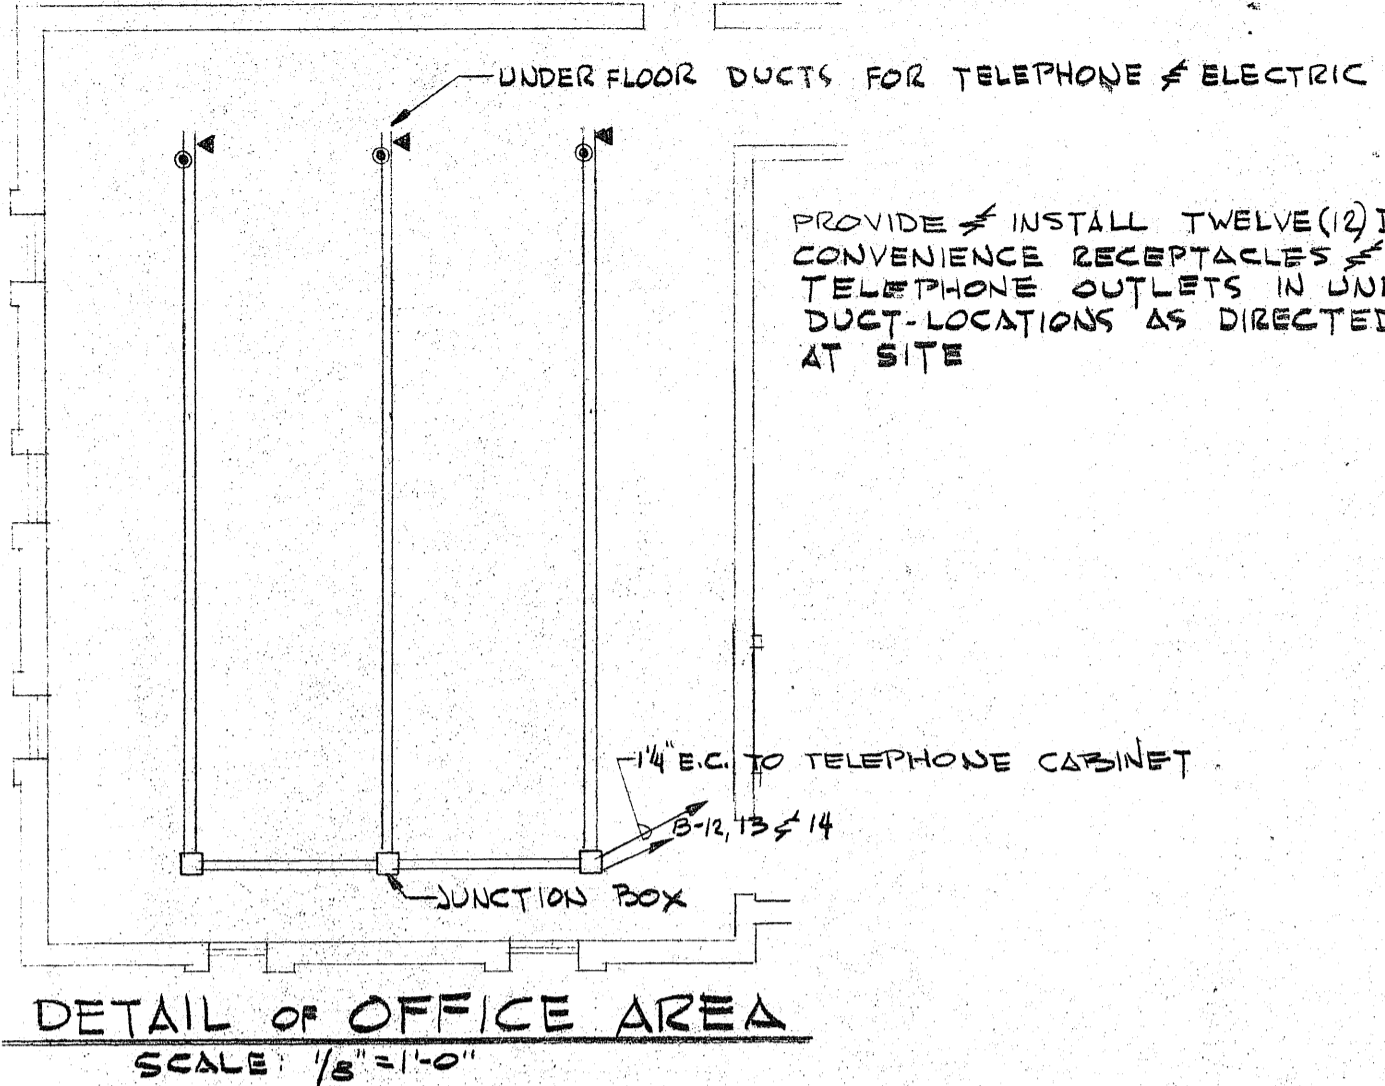 UNDER FLOOR DUCTS FOR TELEPHONE & ELECTRIC
PROVIDE & INSTALL TWELVE (12)
CONVENIENCE RECEPTACLES &
TELEPHONE OUTLETS IN
DUCT-LOCATIONS AS DIRECTED
AT SITE
1¼" E.C. TO TELEPHONE CABINET
B-12, 13 & 14
JUNCTION BOX
DETAIL OF OFFICE AREA
SCALE: 1/8" = 1'-0"